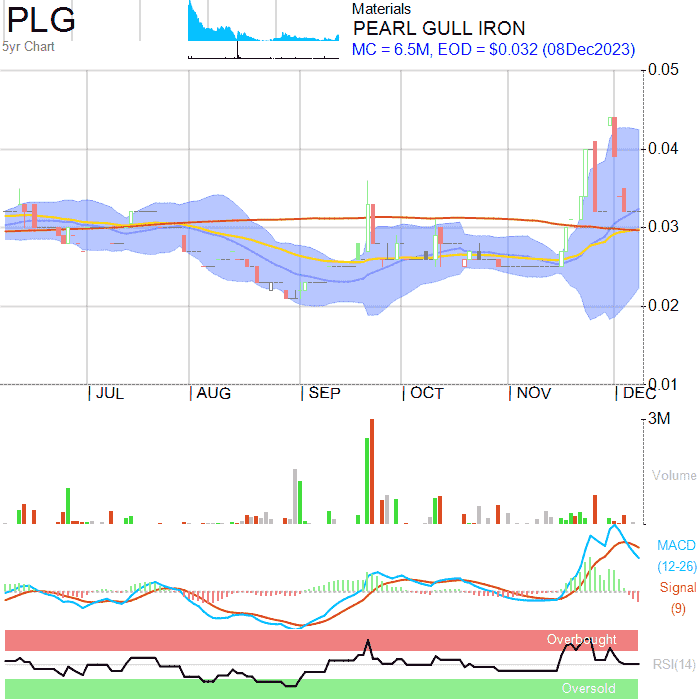 PLG
5yr Chart
Materials
PEARL GULL IRON
MC = 6.5M, EOD = $0.032 (08Dec2023)
0.05
0.04
0.03
0.02
0.01
JUL AUG SEP OCT NOV DEC
3M
Volume
MACD
(12-26)
Signal
(9)
Overbought
RSI(14)
Oversold